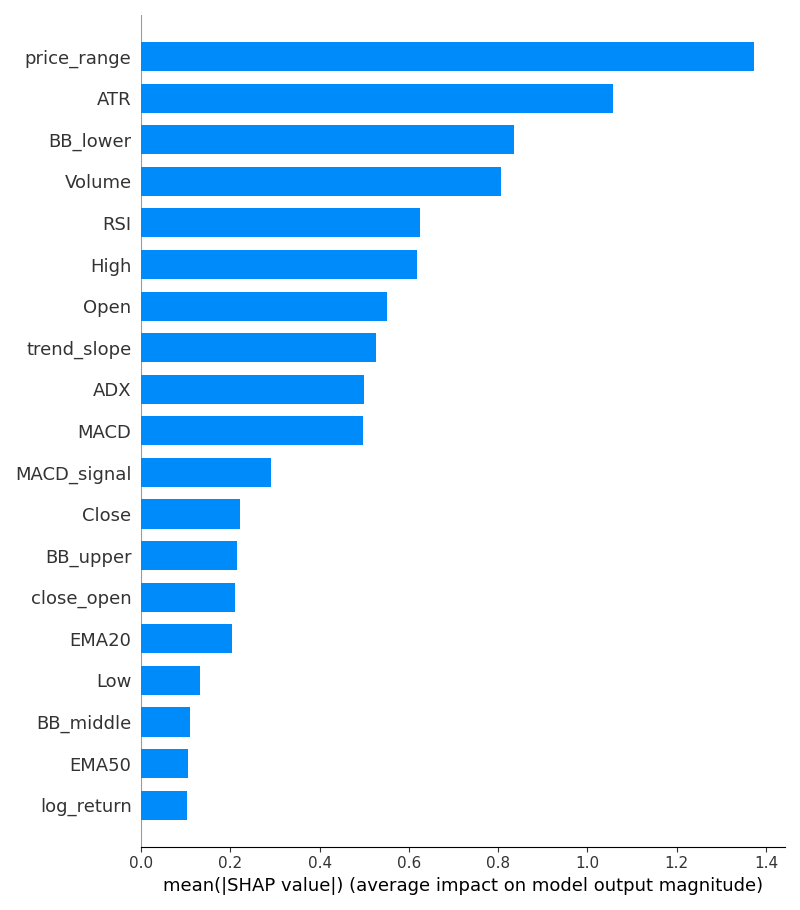 price_range
ATR
BB_lower
Volume
RSI
High
Open
trend_slope
ADX
MACD
MACD_signal
Close
BB_upper
close_open
EMA20
Low
BB_middle
EMA50
log_return
0.0 0.2 0.4 0.6 0.8 1.0 1.2 1.4
mean(|SHAP value|) (average impact on model output magnitude)